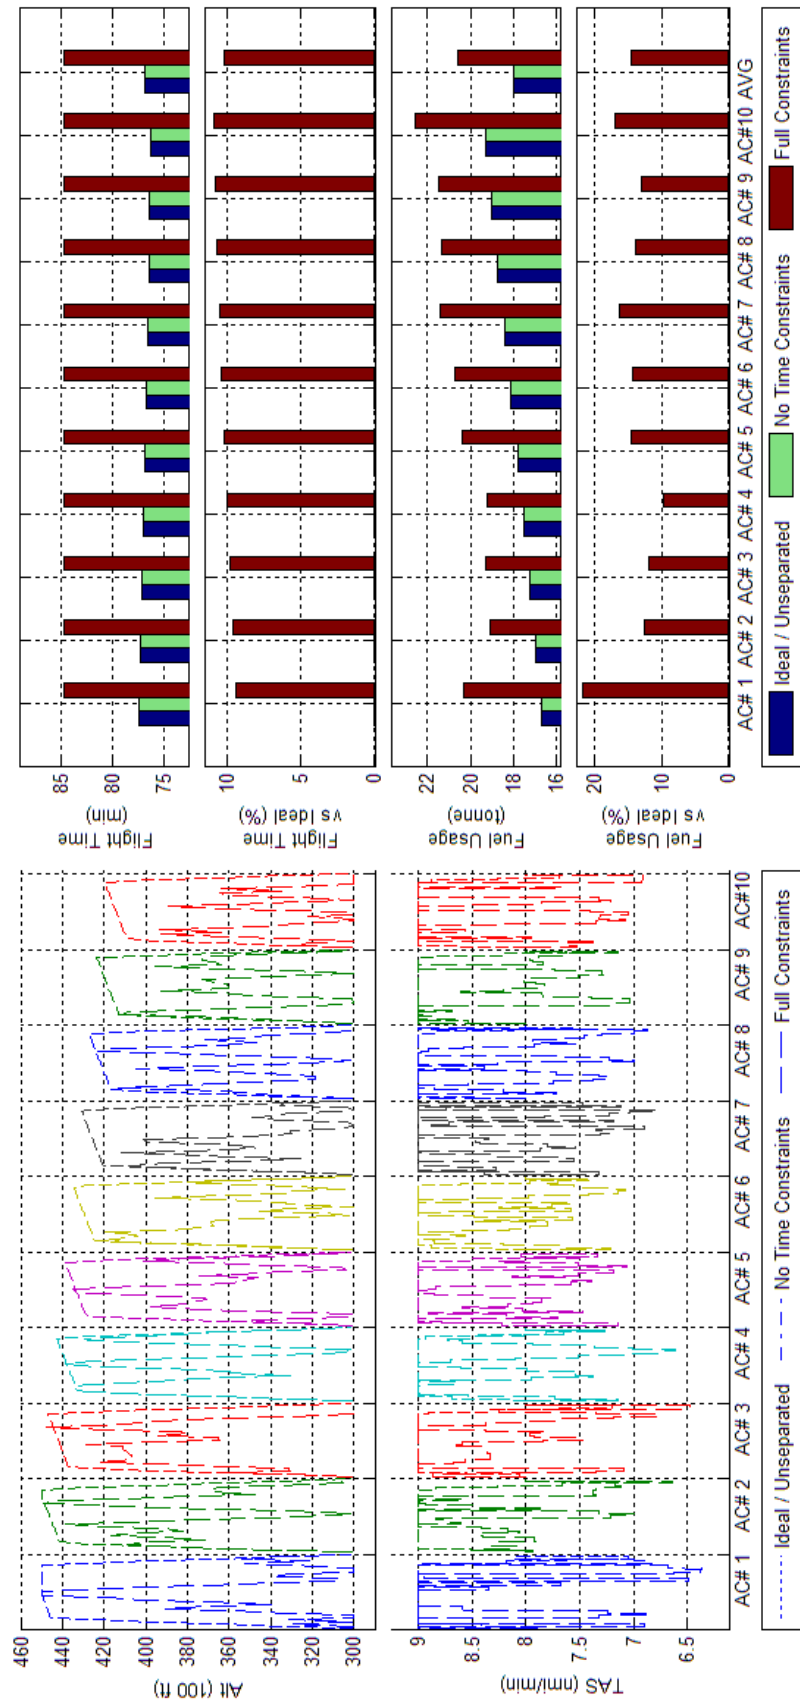 460
440
420
400
380
360
340
320
300
Alt (100 ft)
9
8.5
8
7.5
7
6.5
TAS (nmi/min)
AC# 1
AC# 2
AC# 3
AC# 4
AC# 5
AC# 6
AC# 7
AC# 8
AC# 9
AC#10
Ideal / Unseparated
No Time Constraints
Full Constraints
85
80
75
Flight Time
(min)
10
5
0
Flight Time
vs Ideal (%)
22
20
18
16
Fuel Usage
(tonne)
20
10
0
Fuel Usage
vs Ideal (%)
AC# 1
AC# 2
AC# 3
AC# 4
AC# 5
AC# 6
AC# 7
AC# 8
AC# 9
AC#10
AVG
Ideal / Unseparated
No Time Constraints
Full Constraints